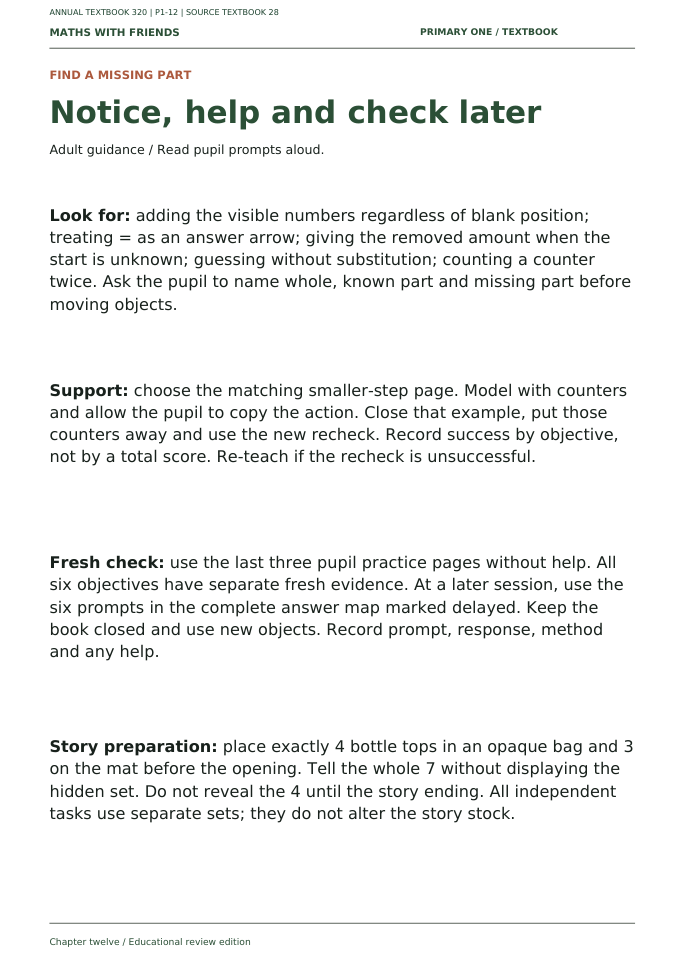 ANNUAL TEXTBOOK 320 | P1-12 | SOURCE TEXTBOOK 28
MATHS WITH FRIENDS
PRIMARY ONE / TEXTBOOK
FIND A MISSING PART
Notice, help and check later
Adult guidance / Read pupil prompts aloud.
Look for: adding the visible numbers regardless of blank position;
treating = as an answer arrow; giving the removed amount when the
start is unknown; guessing without substitution; counting a counter
twice. Ask the pupil to name whole, known part and missing part before
moving objects.
Support: choose the matching smaller-step page. Model with counters
and allow the pupil to copy the action. Close that example, put those
counters away and use the new recheck. Record success by objective,
not by a total score. Re-teach if the recheck is unsuccessful.
Fresh check: use the last three pupil practice pages without help. All
six objectives have separate fresh evidence. At a later session, use the
six prompts in the complete answer map marked delayed. Keep the
book closed and use new objects. Record prompt, response, method
and any help.
Story preparation: place exactly 4 bottle tops in an opaque bag and 3
on the mat before the opening. Tell the whole 7 without displaying the
hidden set. Do not reveal the 4 until the story ending. All independent
tasks use separate sets; they do not alter the story stock.
Chapter twelve / Educational review edition